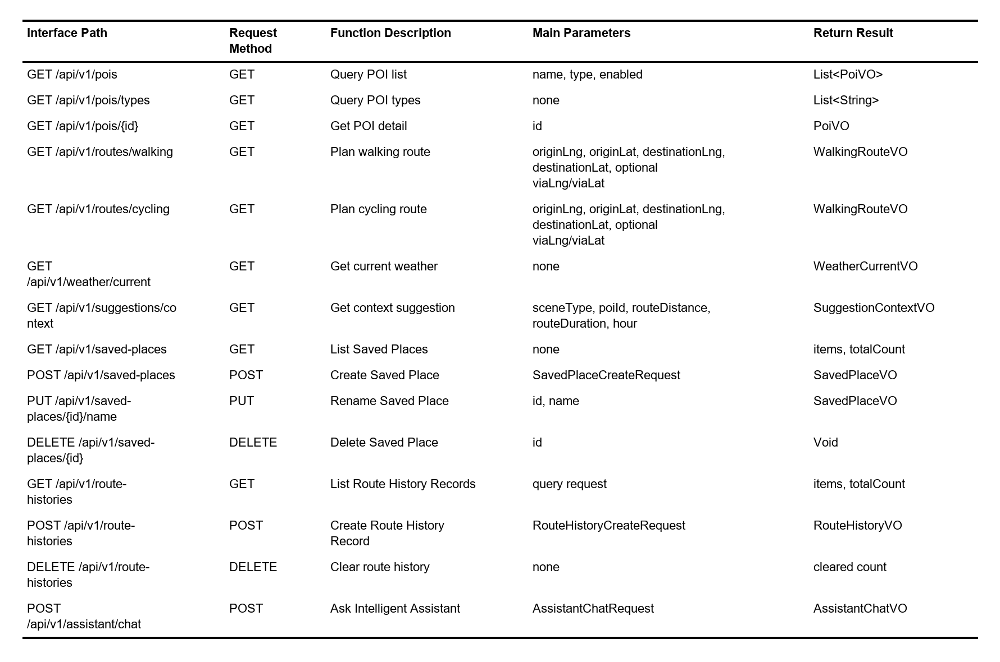 Interface Path Request Method Function Description Main Parameters Return Result
GET /api/v1/pois GET Query POI list name, type, enabled List<PoiVO>
GET /api/v1/pois/types GET Query POI types none List<String>
GET /api/v1/pois/{id} GET Get POI detail id PoiVO
GET /api/v1/routes/walking GET Plan walking route originLng, originLat, destinationLng, WalkingRouteVO
destinationLat, optional
viaLng/viaLat
GET /api/v1/routes/cycling GET Plan cycling route originLng, originLat, destinationLng, WalkingRouteVO
destinationLat, optional
viaLng/viaLat
GET GET Get current weather none WeatherCurrentVO
/api/v1/weather/current
GET /api/v1/suggestions/co GET Get context suggestion sceneType, poiId, routeDistance, SuggestionContextVO
ntext routeDuration, hour
GET /api/v1/saved-places GET List Saved Places none items, totalCount
POST /api/v1/saved-places POST Create Saved Place SavedPlaceCreateRequest SavedPlaceVO
PUT /api/v1/saved- PUT Rename Saved Place id, name SavedPlaceVO
places/{id}/name
DELETE /api/v1/saved- DELETE Delete Saved Place id Void
places/{id}
GET /api/v1/route- GET List Route History Records query request items, totalCount
histories
POST /api/v1/route- POST Create Route History RouteHistoryCreateRequest RouteHistoryVO
histories Record
DELETE /api/v1/route- DELETE Clear route history none cleared count
histories
POST POST Ask Intelligent Assistant AssistantChatRequest AssistantChatVO
/api/v1/assistant/chat